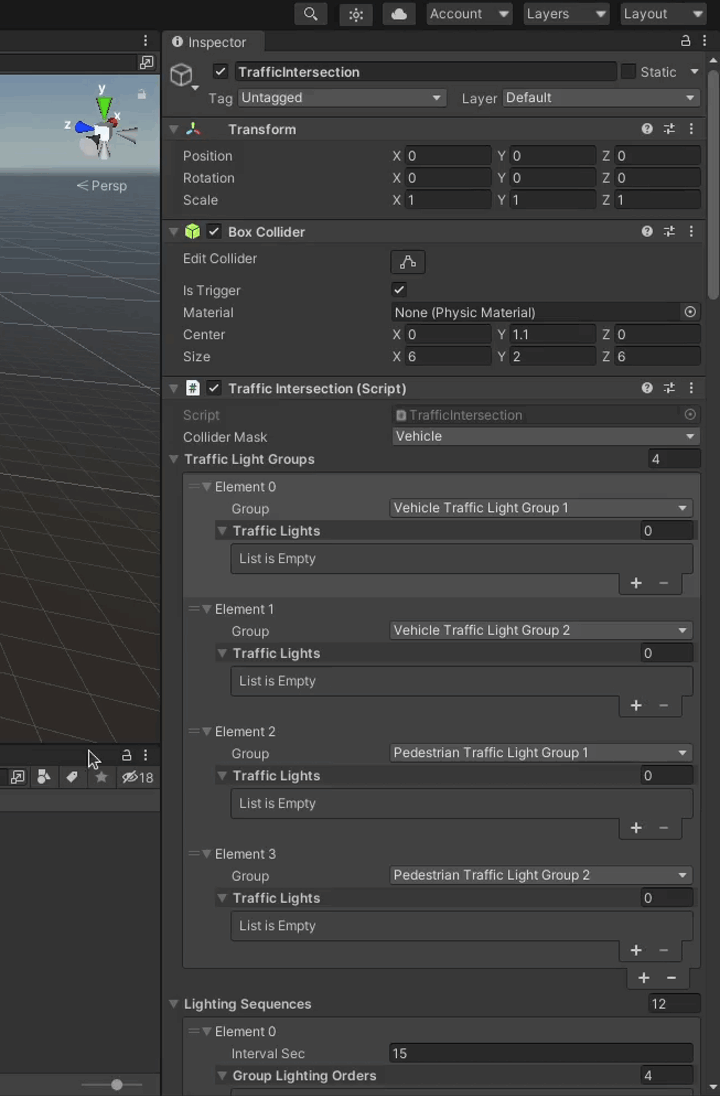 Account Layers Layout
Inspector
TrafficIntersection Static
Tag Untagged Layer Default
Transform
Position X 0 Y 0 Z 0
Rotation X 0 Y 0 Z 0
Scale X 1 Y 1 Z 1
Box Collider
Edit Collider
Is Trigger
Material None (Physic Material)
Center X 0 Y 1.1 Z 0
Size X 6 Y 2 Z 6
Traffic Intersection (Script)
Script TrafficIntersection
Collider Mask Vehicle
Traffic Light Groups 4
Element 0
Group Vehicle Traffic Light Group 1
Traffic Lights 0
List is Empty
+ −
Element 1
Group Vehicle Traffic Light Group 2
Traffic Lights 0
List is Empty
+ −
Element 2
Group Pedestrian Traffic Light Group 1
Traffic Lights 0
List is Empty
+ −
Element 3
Group Pedestrian Traffic Light Group 2
Traffic Lights 0
List is Empty
+ −
+ −
Lighting Sequences 12
Element 0
Interval Sec 15
Group Lighting Orders 4
y
z x
Persp
18